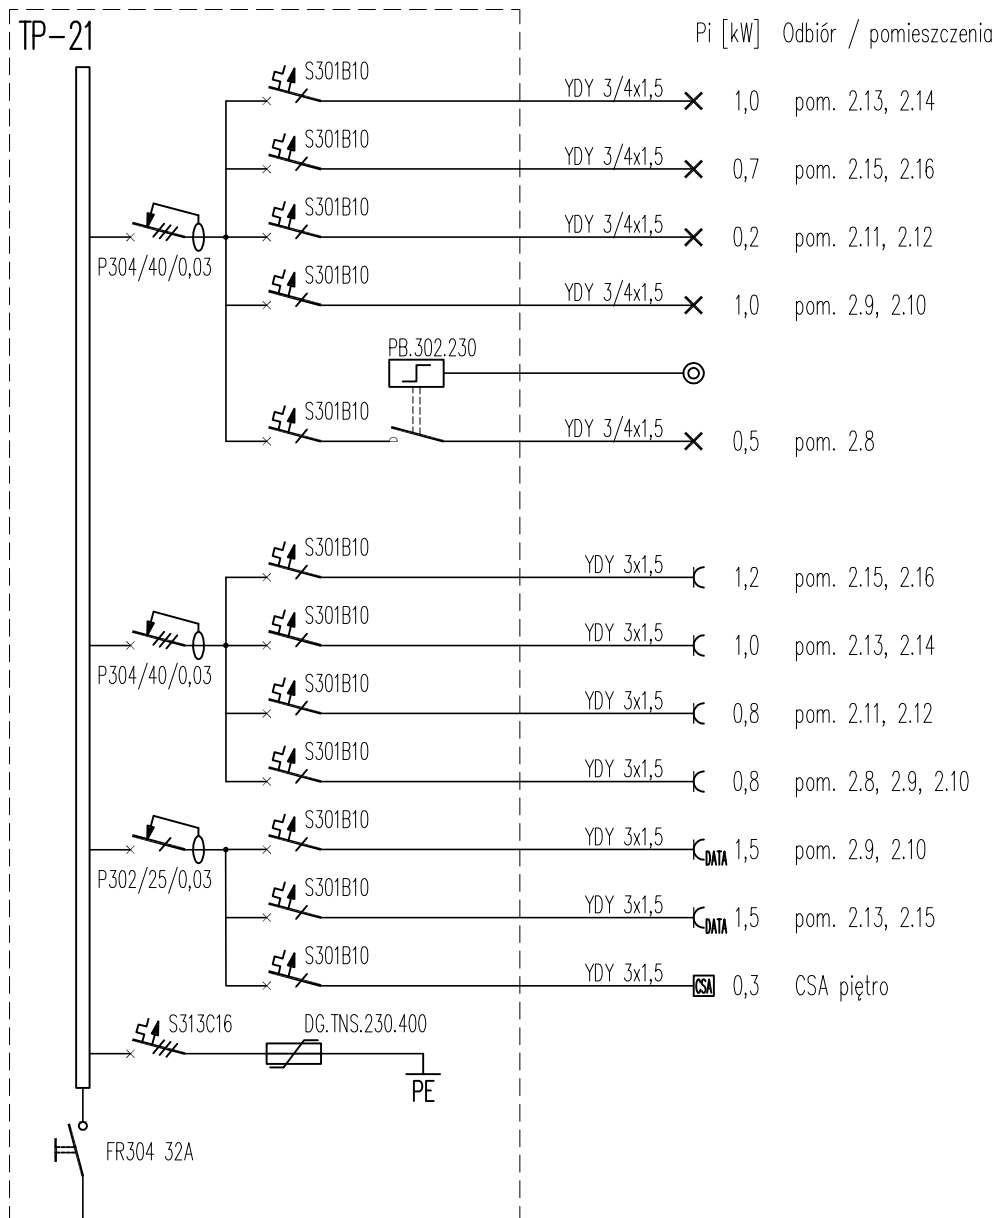 TP-21
Pi [kW] Odbiór / pomieszczenia
S301B10 YDY 3/4x1,5 1,0 pom. 2.13, 2.14
S301B10 YDY 3/4x1,5 0,7 pom. 2.15, 2.16
S301B10 YDY 3/4x1,5 0,2 pom. 2.11, 2.12
P304/40/0,03
S301B10 YDY 3/4x1,5 1,0 pom. 2.9, 2.10
PB.302.230
S301B10 YDY 3/4x1,5 0,5 pom. 2.8
S301B10 YDY 3x1,5 1,2 pom. 2.15, 2.16
S301B10 YDY 3x1,5 1,0 pom. 2.13, 2.14
P304/40/0,03
S301B10 YDY 3x1,5 0,8 pom. 2.11, 2.12
S301B10 YDY 3x1,5 0,8 pom. 2.8, 2.9, 2.10
S301B10 YDY 3x1,5 DATA 1,5 pom. 2.9, 2.10
P302/25/0,03
S301B10 YDY 3x1,5 DATA 1,5 pom. 2.13, 2.15
S301B10 YDY 3x1,5 CSA 0,3 CSA piętro
S313C16 DG.TNS.230.400
PE
FR304 32A